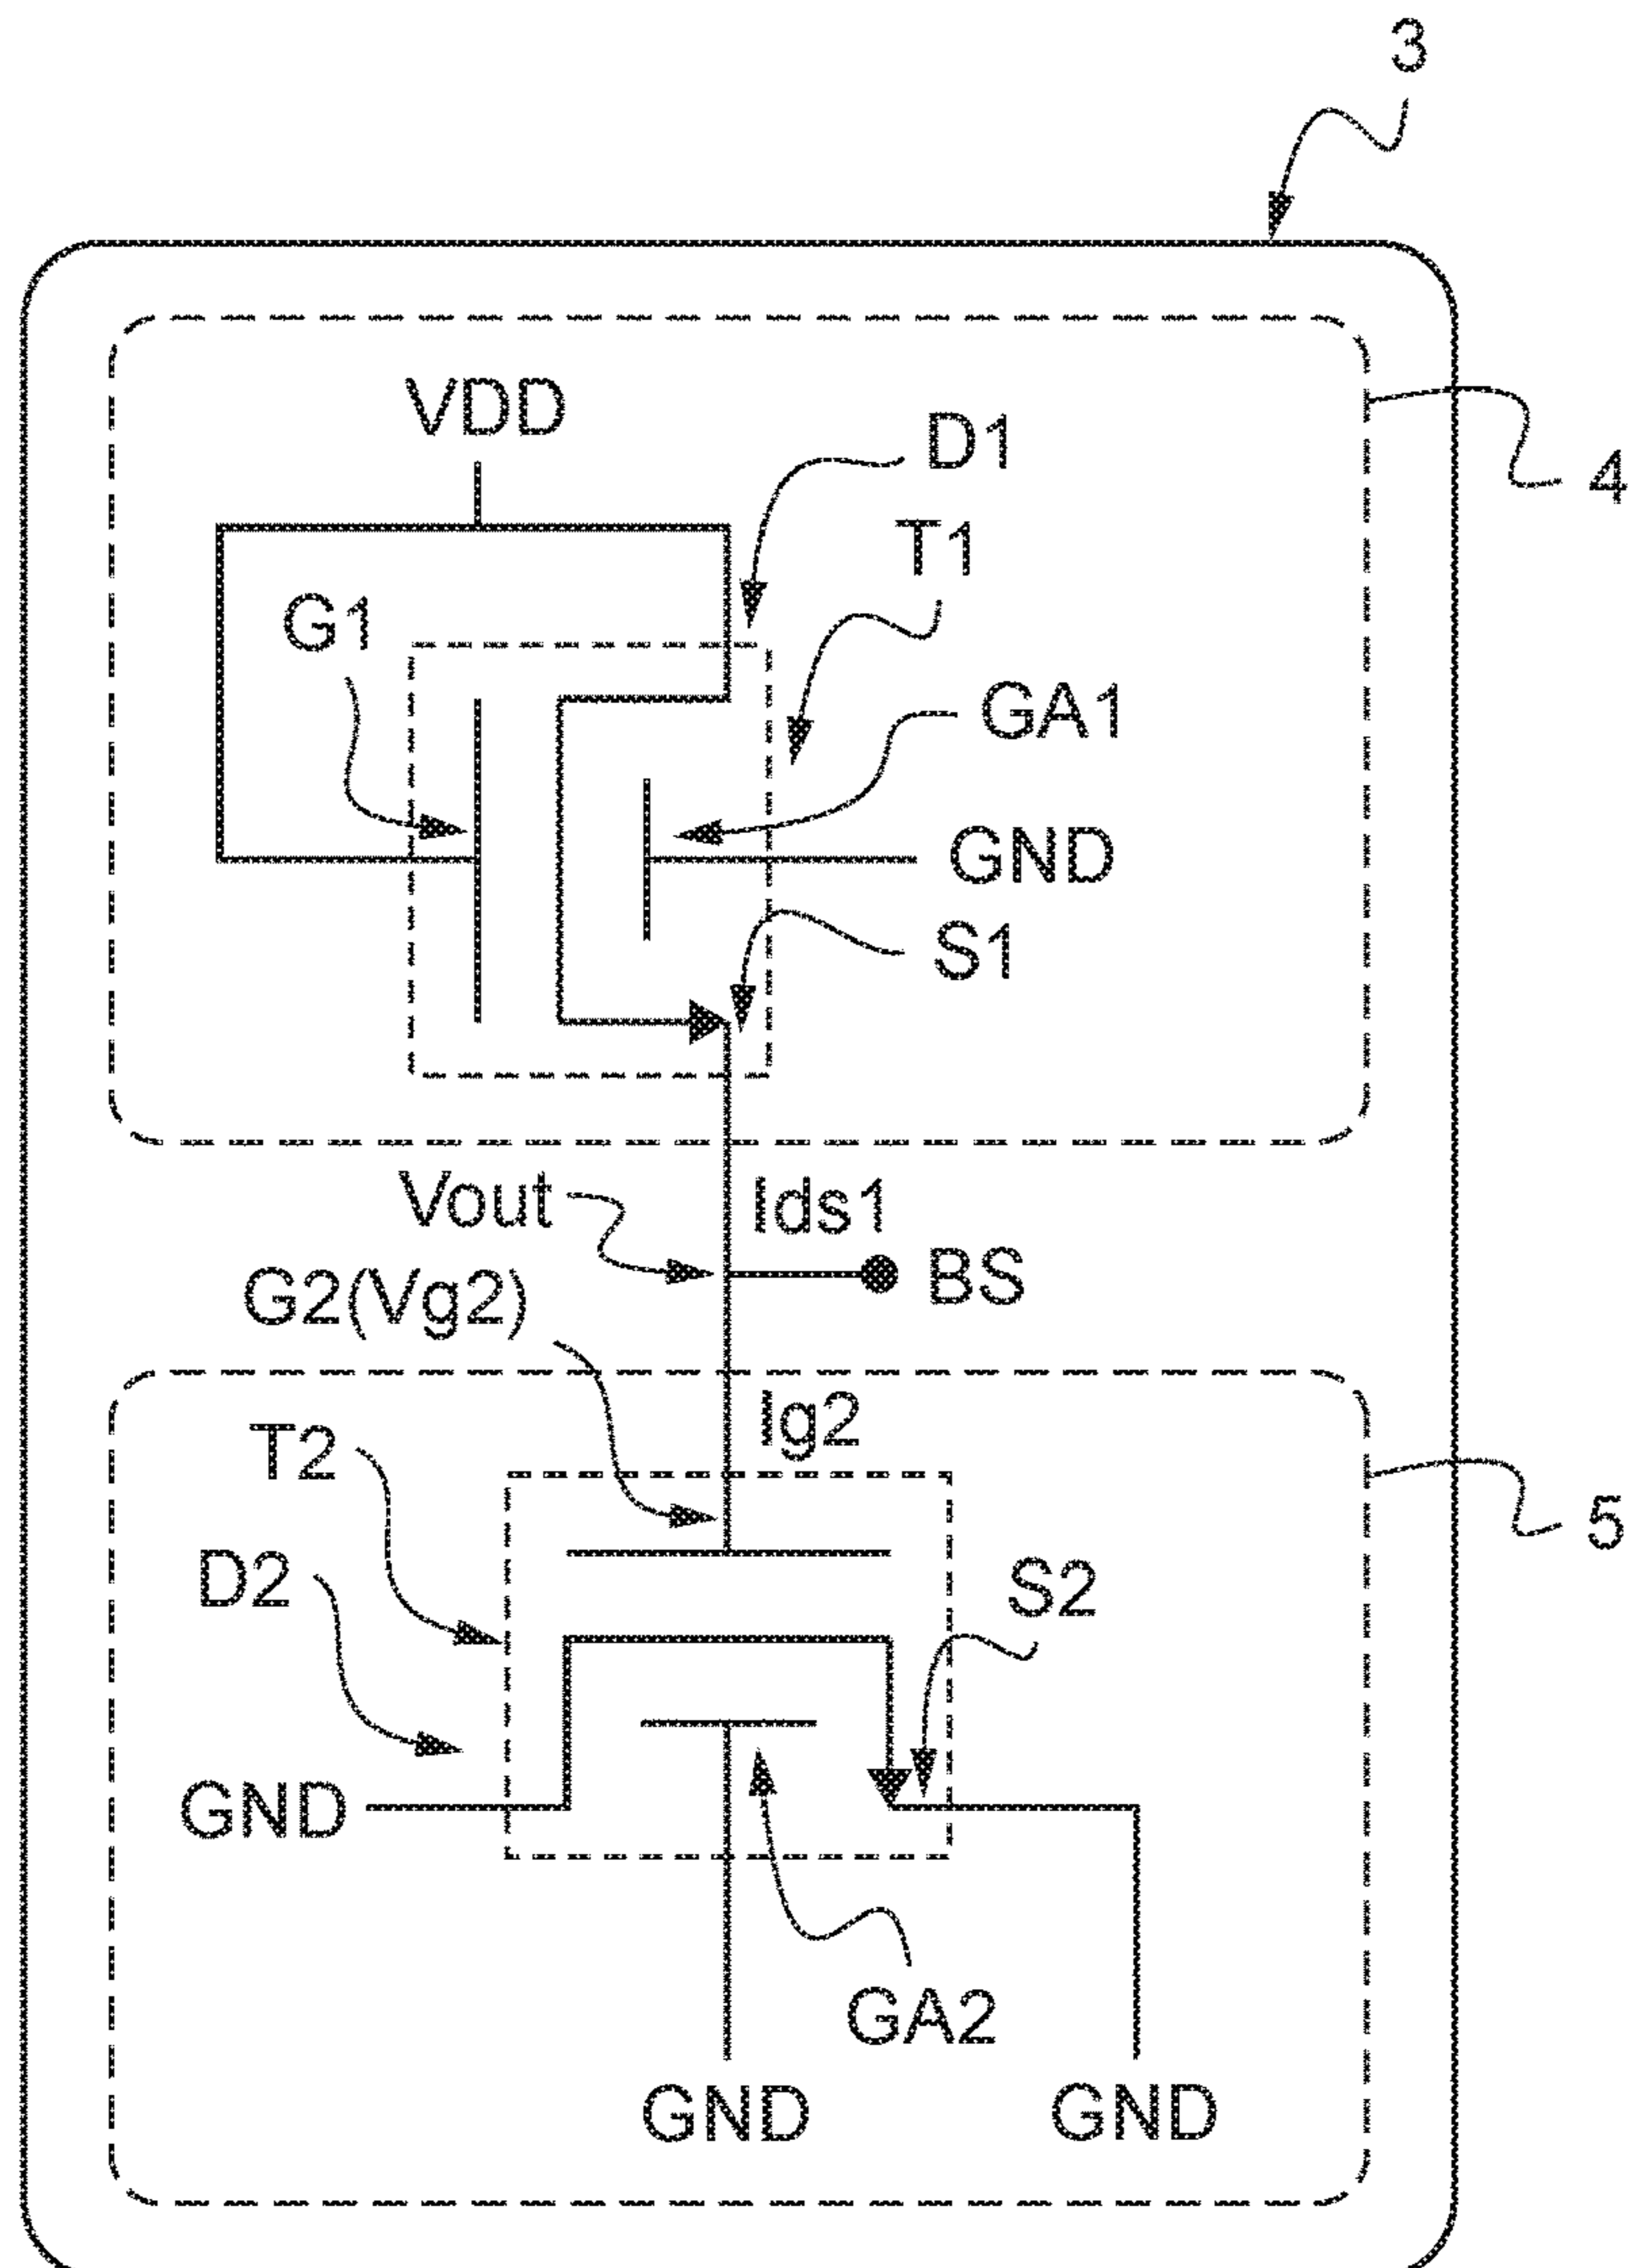 3
VDD
D1
4
T1
G1
GA1
GND
S1
Vout
Ids1
BS
G2(Vg2)
Ig2
T2
5
D2
S2
GND
GA2
GND
GND